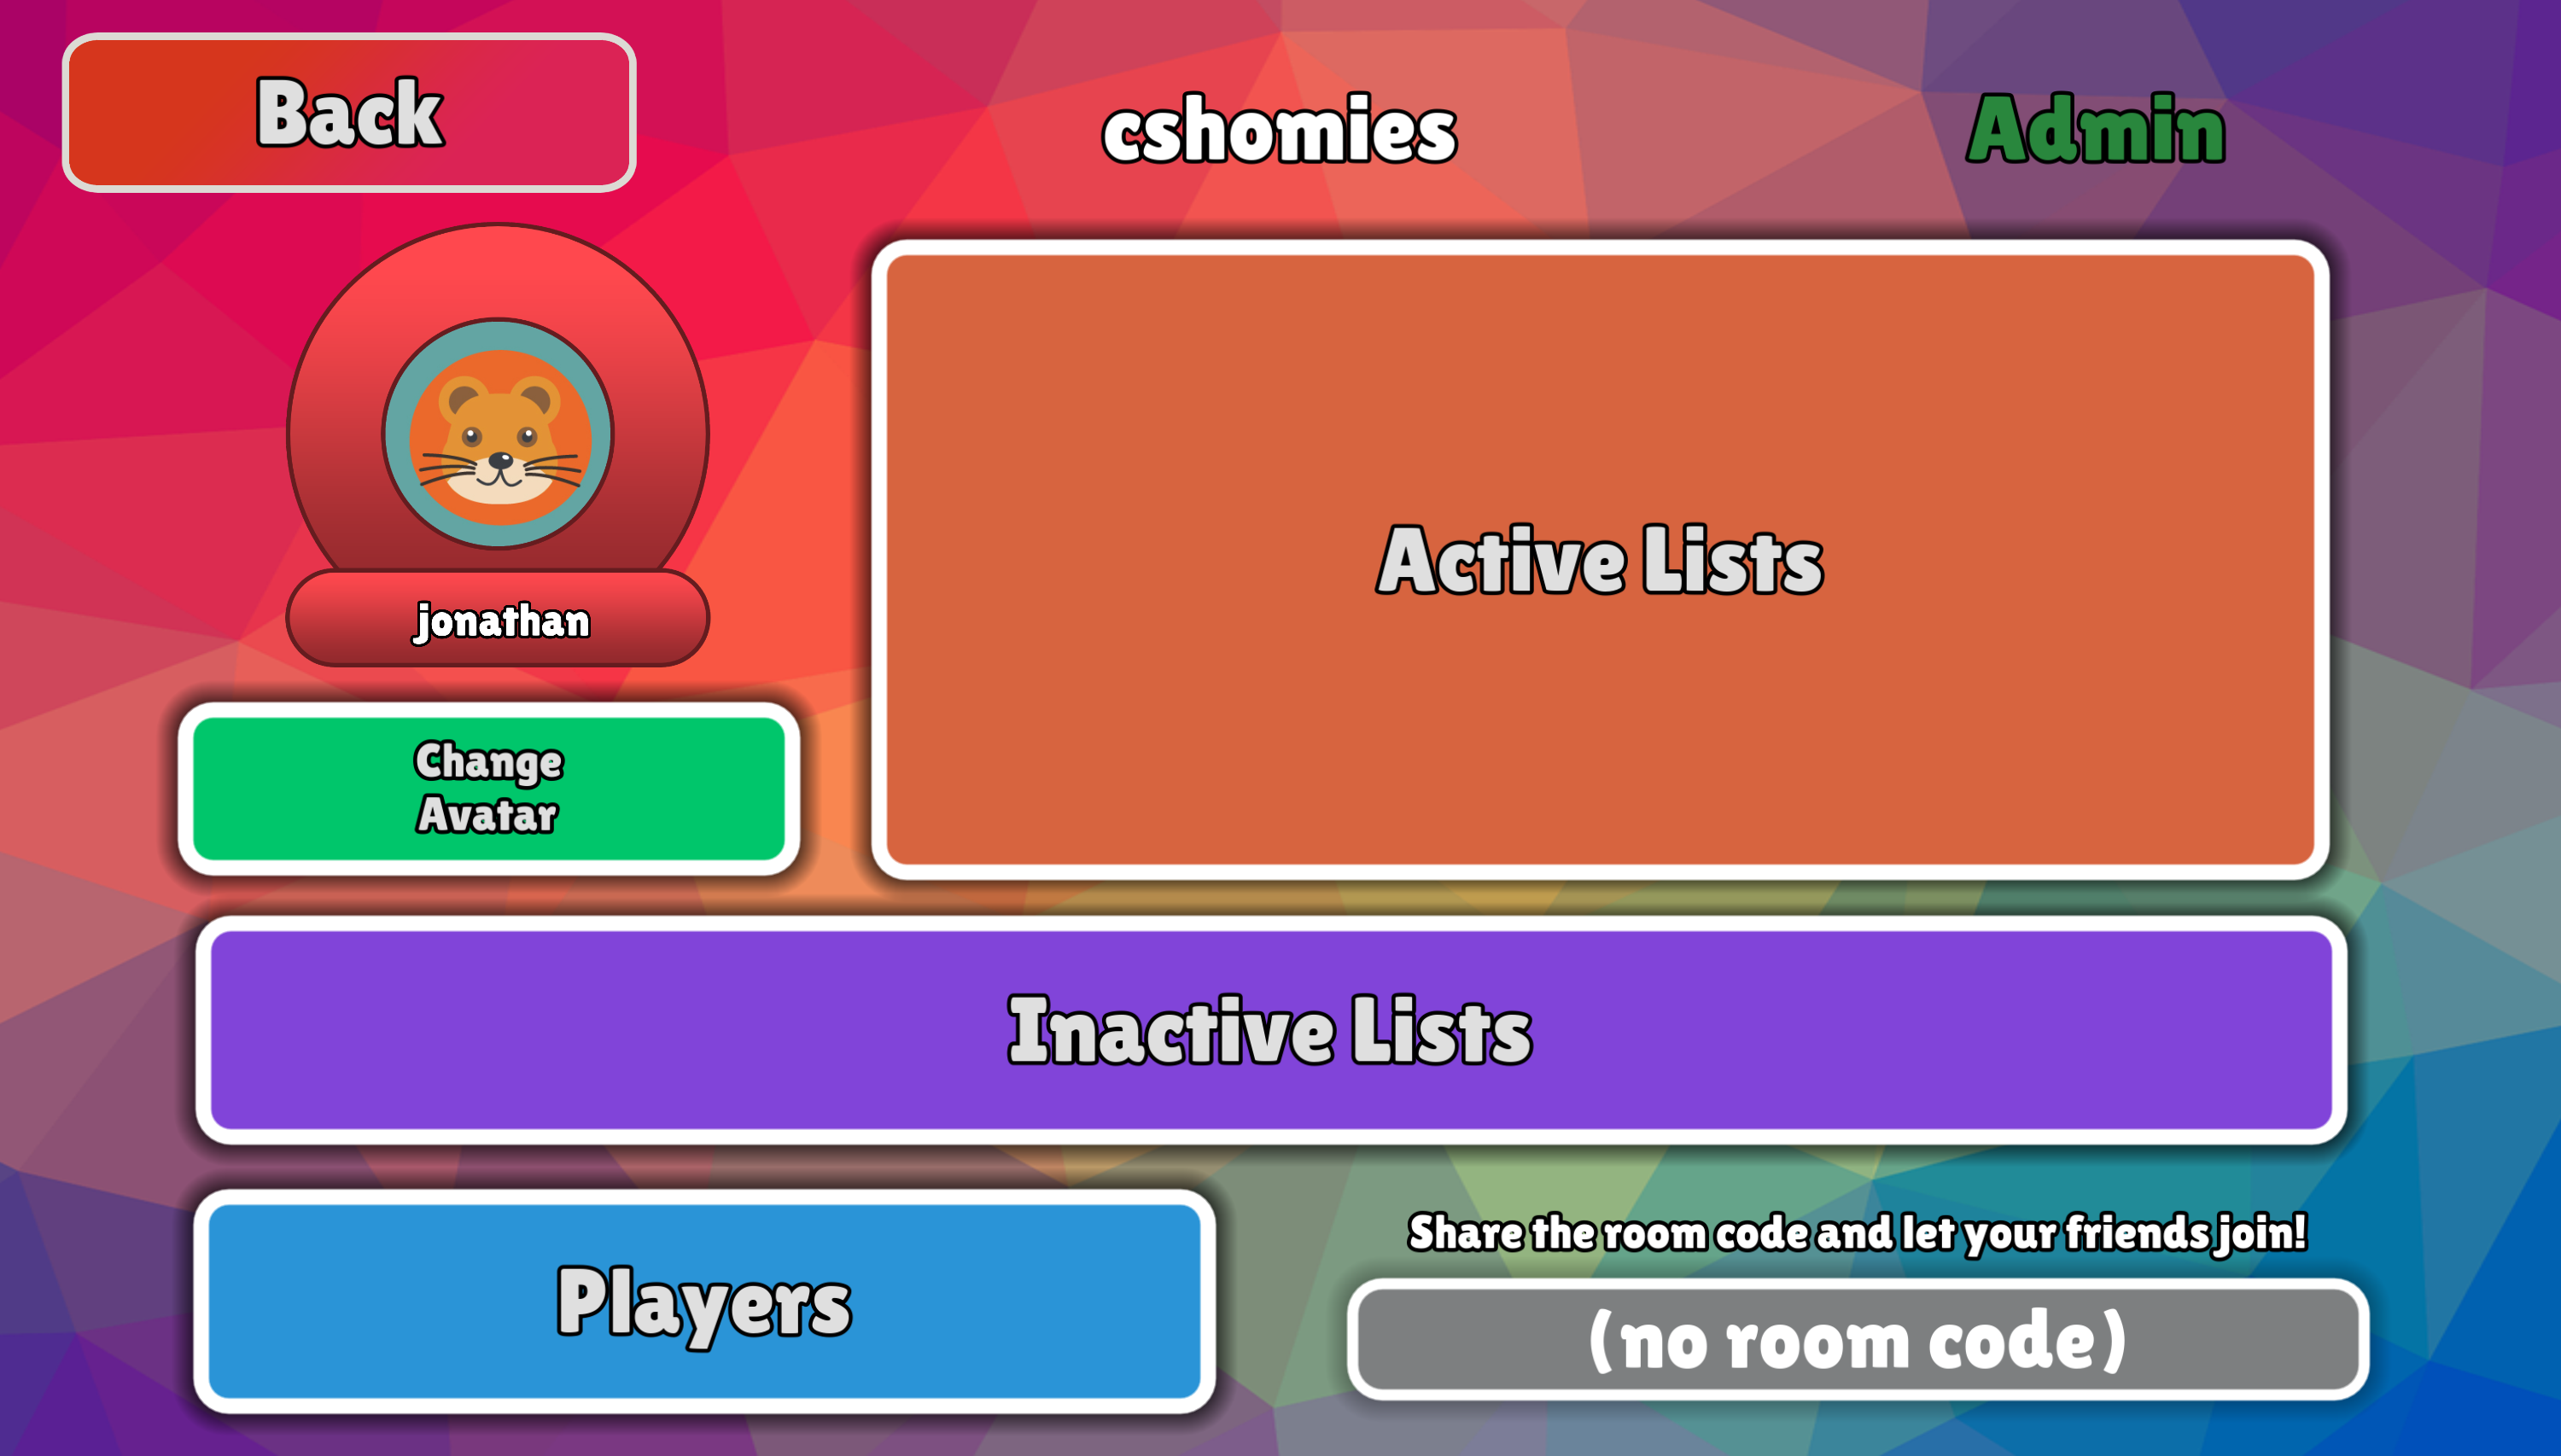 Back
cshomies
Admin
jonathan
Change
Avatar
Active Lists
Inactive Lists
Players
Share the room code and let your friends join!
(no room code)